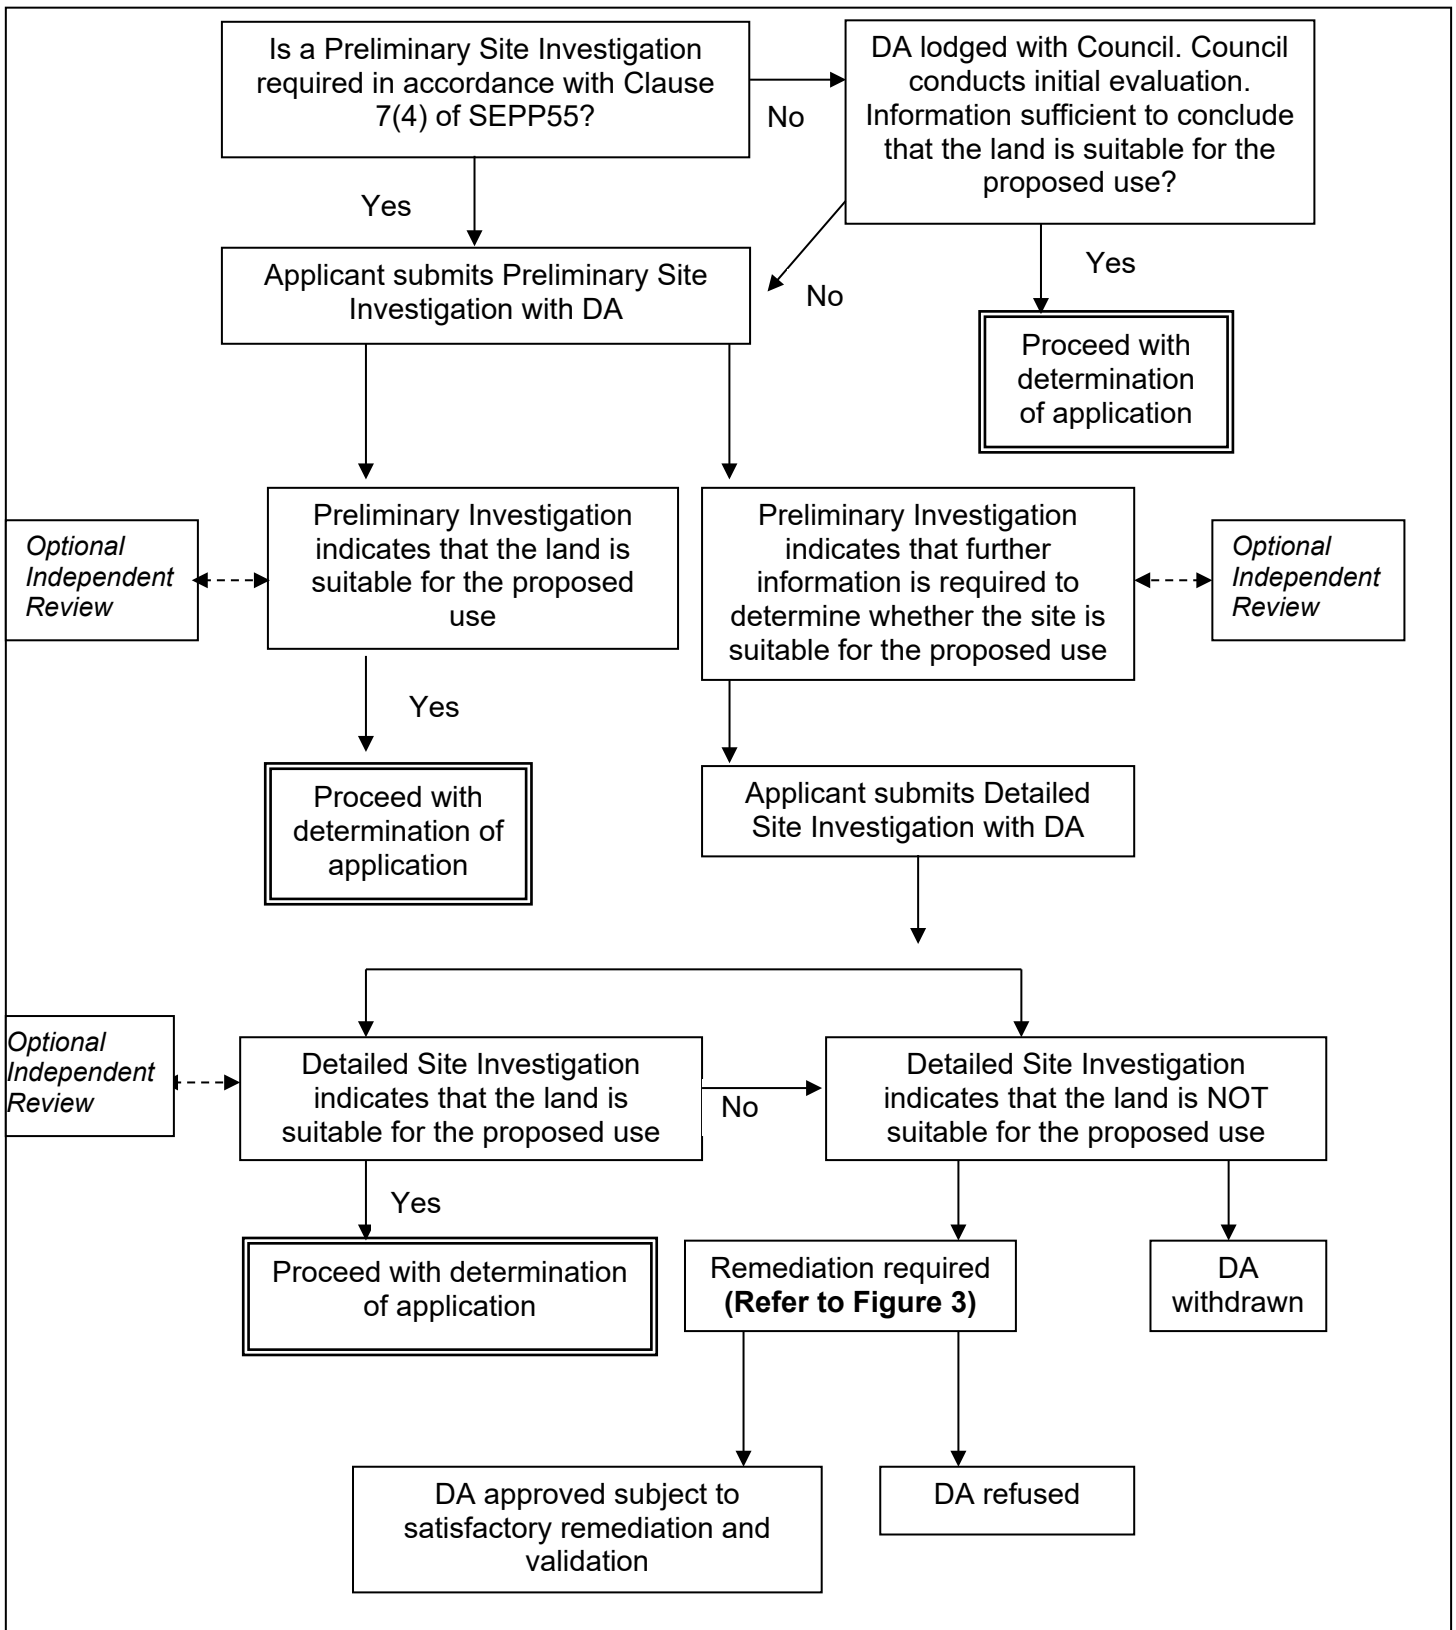 Is a Preliminary Site Investigation
required in accordance with Clause
7(4) of SEPP55?
No
DA lodged with Council. Council
conducts initial evaluation.
Information sufficient to conclude
that the land is suitable for the
proposed use?
Yes
No
Yes
Applicant submits Preliminary Site
Investigation with DA
Proceed with
determination
of application
Optional
Independent
Review
Preliminary Investigation
indicates that the land is
suitable for the proposed
use
Preliminary Investigation
indicates that further
information is required to
determine whether the site is
suitable for the proposed use
Optional
Independent
Review
Yes
Proceed with
determination of
application
Applicant submits Detailed
Site Investigation with DA
Optional
Independent
Review
Detailed Site Investigation
indicates that the land is
suitable for the proposed use
No
Detailed Site Investigation
indicates that the land is NOT
suitable for the proposed use
Yes
Proceed with determination
of application
Remediation required
(Refer to Figure 3)
DA
withdrawn
DA approved subject to
satisfactory remediation and
validation
DA refused